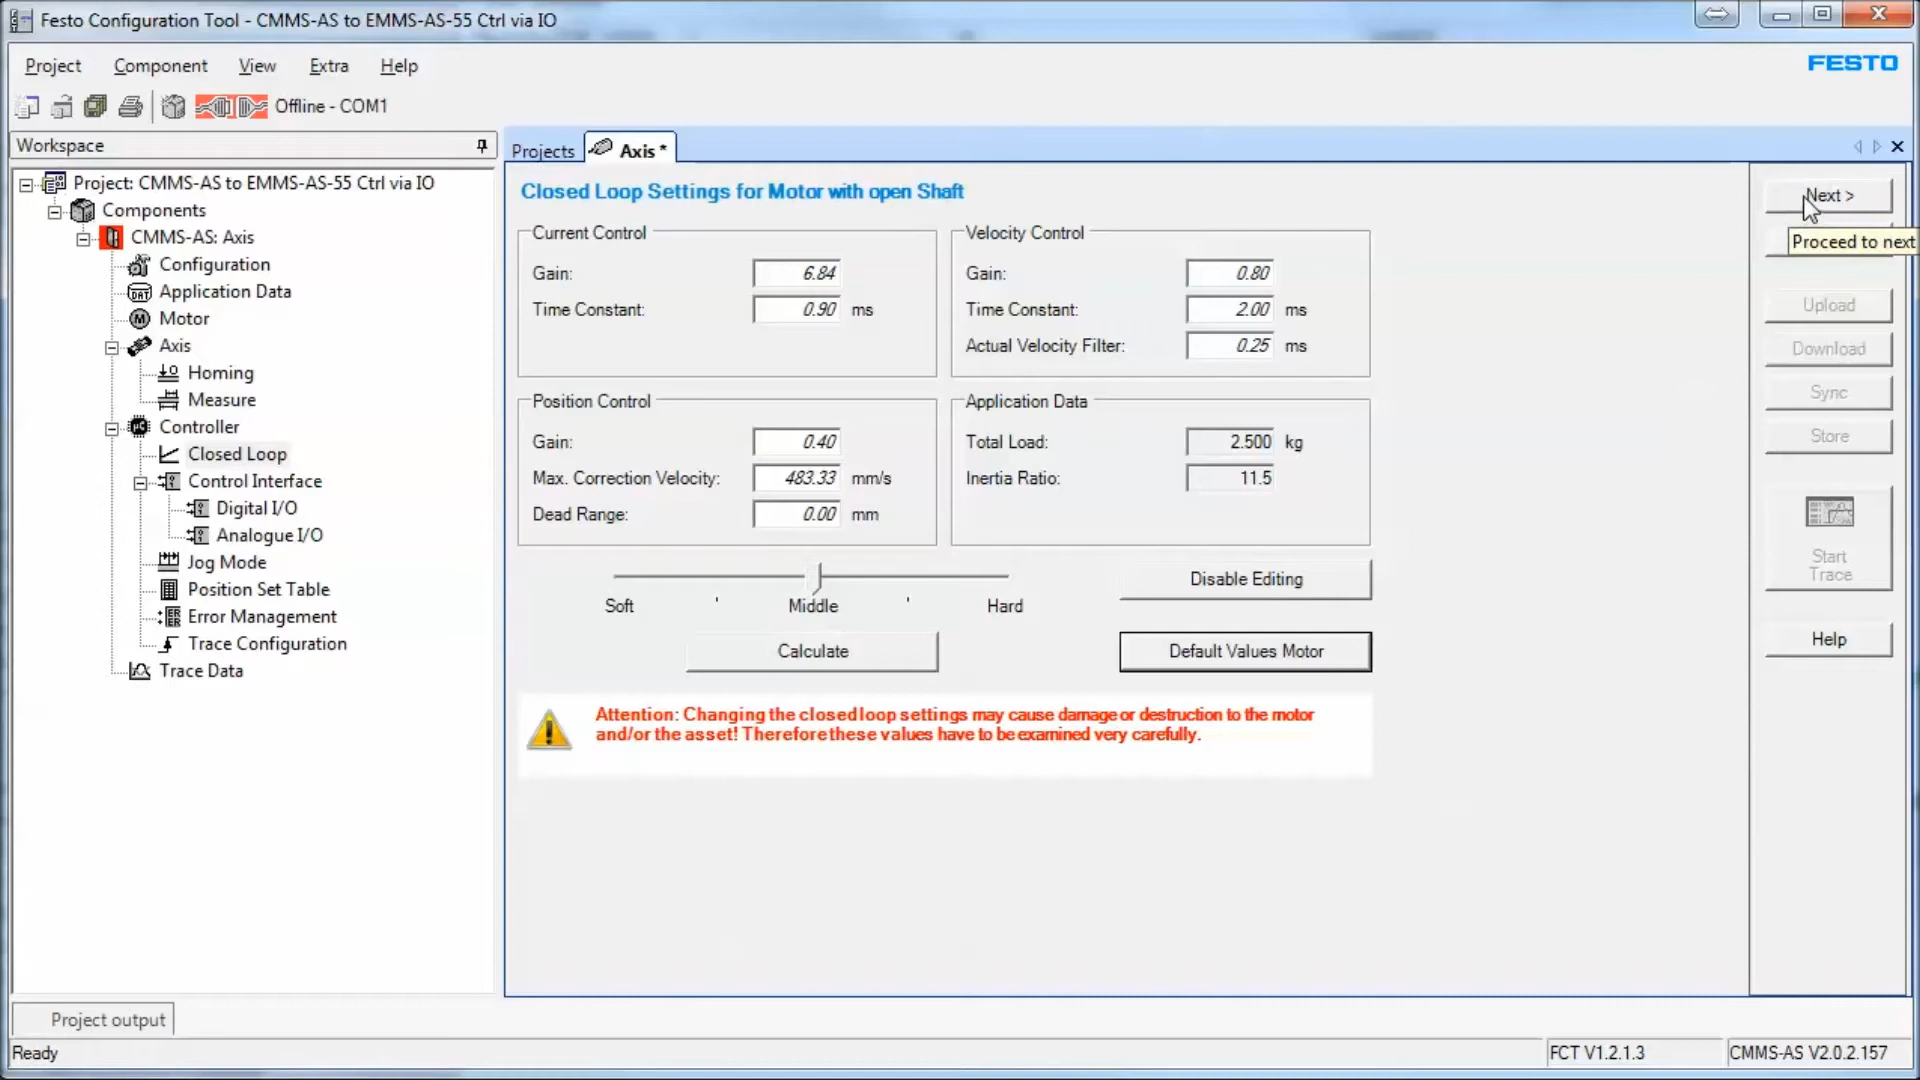 Festo Configuration Tool - CMMS-AS to EMMS-AS-55 Ctrl via IO
Project Component View Extra Help
FESTO
Offline - COM1
Workspace
Projects
Axis *
Project: CMMS-AS to EMMS-AS-55 Ctrl via IO
Components
CMMS-AS: Axis
Configuration
Application Data
Motor
Axis
Homing
Measure
Controller
Closed Loop
Control Interface
Digital I/O
Analogue I/O
Jog Mode
Position Set Table
Error Management
Trace Configuration
Trace Data
Closed Loop Settings for Motor with open Shaft
Current Control
Gain: 6.84
Time Constant: 0.90 ms
Velocity Control
Gain: 0.80
Time Constant: 2.00 ms
Actual Velocity Filter: 0.25 ms
Position Control
Gain: 0.40
Max. Correction Velocity: 483.33 mm/s
Dead Range: 0.00 mm
Application Data
Total Load: 2.500 kg
Inertia Ratio: 11.5
Soft Middle Hard
Disable Editing
Calculate
Default Values Motor
Attention: Changing the closed loop settings may cause damage or destruction to the motor
and/or the asset! Therefore these values have to be examined very carefully.
Next >
Proceed to next
Upload
Download
Sync
Store
Start
Trace
Help
Project output
Ready
FCT V1.2.1.3
CMMS-AS V2.0.2.157